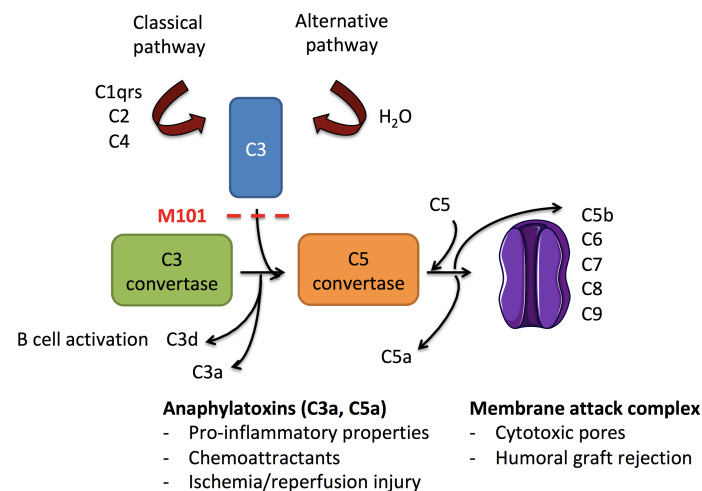 Classical
pathway
Alternative
pathway
C1qrs
C2
C4
H₂O
C3
M101
C5
C3
convertase
C5
convertase
C5b
C6
C7
C8
C9
B cell activation
C3d
C3a
C5a
Anaphylatoxins (C3a, C5a)
- Pro-inflammatory properties
- Chemoattractants
- Ischemia/reperfusion injury
Membrane attack complex
- Cytotoxic pores
- Humoral graft rejection